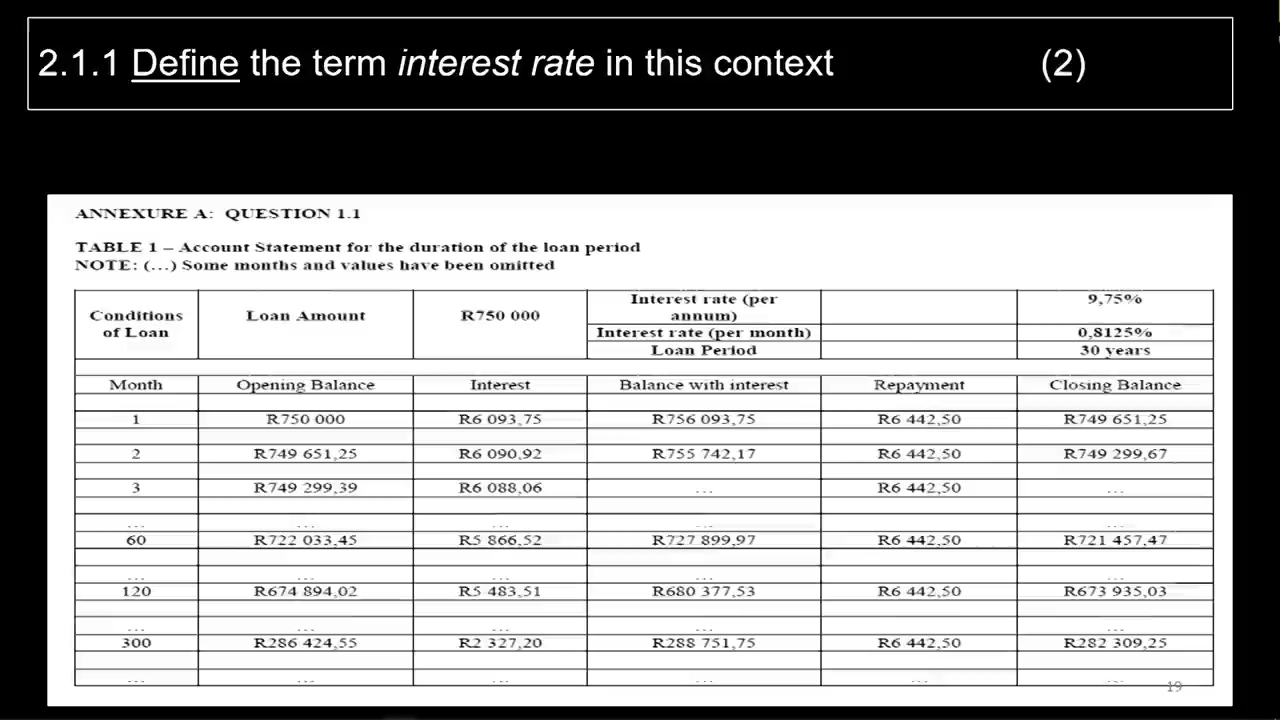 2.1.1 Define the term interest rate in this context (2)
ANNEXURE A: QUESTION 1.1
TABLE 1 – Account Statement for the duration of the loan period
NOTE: (…) Some months and values have been omitted
Conditions of Loan Loan Amount R750 000 Interest rate (per annum) 9,75%
Interest rate (per month) 0,8125%
Loan Period 30 years
Month Opening Balance Interest Balance with interest Repayment Closing Balance
1 R750 000 R6 093,75 R756 093,75 R6 442,50 R749 651,25
2 R749 651,25 R6 090,92 R755 742,17 R6 442,50 R749 299,67
3 R749 299,39 R6 088,06 … R6 442,50 …
… … … … …
60 R722 033,45 R5 866,52 R727 899,97 R6 442,50 R721 457,47
… … … … …
120 R674 894,02 R5 483,51 R680 377,53 R6 442,50 R673 935,03
… … … … …
300 R286 424,55 R2 327,20 R288 751,75 R6 442,50 R282 309,25
… … … … … …
19